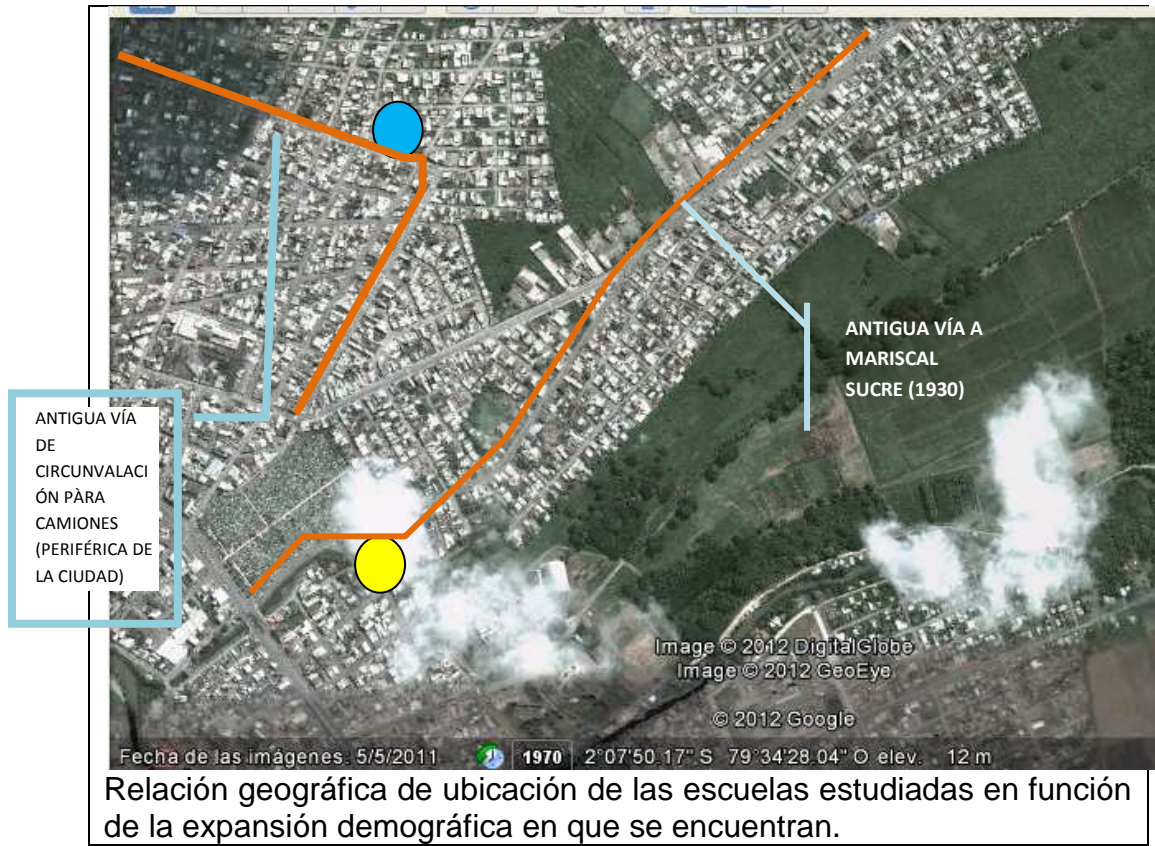 ANTIGUA VÍA A
MARISCAL
SUCRE (1930)
ANTIGUA VÍA
DE
CIRCUNVALACI
ÓN PÀRA
CAMIONES
(PERIFÉRICA DE
LA CIUDAD)
Image © 2012 DigitalGlobe
Image © 2012 GeoEye
© 2012 Google
Fecha de las imágenes: 5/5/2011 1970 2°07'50.17" S 79°34'28.04" O elev. 12 m
Relación geográfica de ubicación de las escuelas estudiadas en función
de la expansión demográfica en que se encuentran.